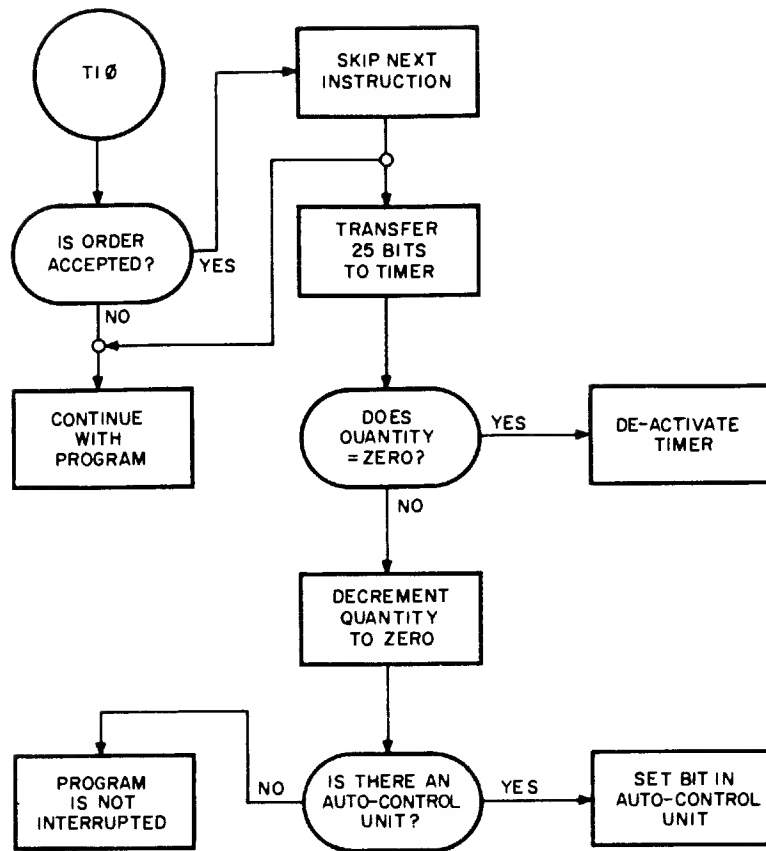 TIØ
SKIP NEXT
INSTRUCTION
IS ORDER
ACCEPTED?
YES
NO
TRANSFER
25 BITS
TO TIMER
CONTINUE
WITH
PROGRAM
DOES
QUANTITY
= ZERO?
YES
NO
DE-ACTIVATE
TIMER
DECREMENT
QUANTITY
TO ZERO
IS THERE AN
AUTO-CONTROL
UNIT?
NO
YES
PROGRAM
IS NOT
INTERRUPTED
SET BIT IN
AUTO-CONTROL
UNIT